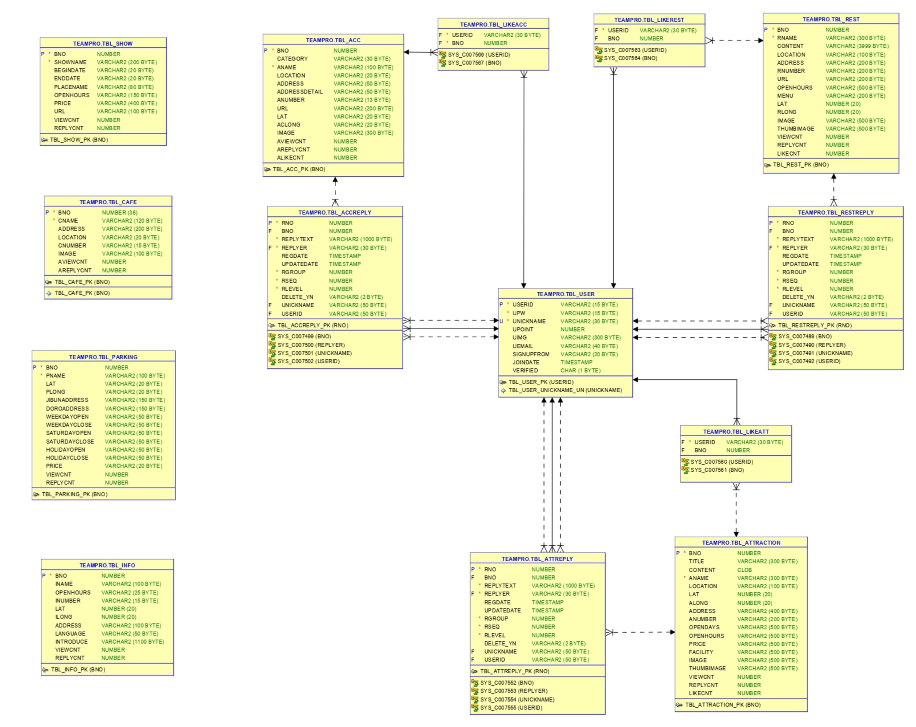 TEAMPRO.TBL_SHOW
P * BNO NUMBER
* SHOWNAME VARCHAR2 (200 BYTE)
BEGINDATE VARCHAR2 (20 BYTE)
ENDDATE VARCHAR2 (20 BYTE)
PLACENAME VARCHAR2 (60 BYTE)
OPENHOURS VARCHAR2 (150 BYTE)
PRICE VARCHAR2 (400 BYTE)
URL VARCHAR2 (100 BYTE)
VIEWCNT NUMBER
REPLYCNT NUMBER
TBL_SHOW_PK (BNO)
TEAMPRO.TBL_ACC
P * BNO NUMBER
CATEGORY VARCHAR2 (30 BYTE)
* ANAME VARCHAR2 (100 BYTE)
LOCATION VARCHAR2 (20 BYTE)
ADDRESS VARCHAR2 (50 BYTE)
ADDRESSDETAIL VARCHAR2 (50 BYTE)
ANUMBER VARCHAR2 (13 BYTE)
URL VARCHAR2 (200 BYTE)
LAT VARCHAR2 (20 BYTE)
ACLONG VARCHAR2 (20 BYTE)
IMAGE VARCHAR2 (300 BYTE)
AVIEWCNT NUMBER
AREPLYCNT NUMBER
ALIKECNT NUMBER
TBL_ACC_PK (BNO)
TEAMPRO.TBL_LIKEACC
F * USERID VARCHAR2 (30 BYTE)
F * BNO NUMBER
SYS_C007566 (USERID)
SYS_C007567 (BNO)
TEAMPRO.TBL_LIKEREST
F * USERID VARCHAR2 (30 BYTE)
F BNO NUMBER
SYS_C007563 (USERID)
SYS_C007564 (BNO)
TEAMPRO.TBL_REST
P * BNO NUMBER
* RNAME VARCHAR2 (300 BYTE)
CONTENT VARCHAR2 (3999 BYTE)
LOCATION VARCHAR2 (100 BYTE)
ADDRESS VARCHAR2 (200 BYTE)
RNUMBER VARCHAR2 (200 BYTE)
URL VARCHAR2 (200 BYTE)
OPENHOURS VARCHAR2 (500 BYTE)
MENU VARCHAR2 (200 BYTE)
LAT NUMBER (20)
RLONG NUMBER (20)
IMAGE VARCHAR2 (500 BYTE)
THUMBIMAGE VARCHAR2 (500 BYTE)
VIEWCNT NUMBER
REPLYCNT NUMBER
LIKECNT NUMBER
TBL_REST_PK (BNO)
TEAMPRO.TBL_CAFE
P * BNO NUMBER (38)
* CNAME VARCHAR2 (120 BYTE)
ADDRESS VARCHAR2 (200 BYTE)
LOCATION VARCHAR2 (20 BYTE)
CNUMBER VARCHAR2 (15 BYTE)
IMAGE VARCHAR2 (100 BYTE)
AVIEWCNT NUMBER
AREPLYCNT NUMBER
TBL_CAFE_PK (BNO)
TBL_CAFE_PK (BNO)
TEAMPRO.TBL_ACCREPLY
P * RNO NUMBER
F BNO NUMBER
* REPLYTEXT VARCHAR2 (1000 BYTE)
F * REPLYER VARCHAR2 (30 BYTE)
REGDATE TIMESTAMP
UPDATEDATE TIMESTAMP
* RGROUP NUMBER
* RSEQ NUMBER
* RLEVEL NUMBER
DELETE_YN VARCHAR2 (2 BYTE)
F UNICKNAME VARCHAR2 (50 BYTE)
F USERID VARCHAR2 (50 BYTE)
TBL_ACCREPLY_PK (RNO)
SYS_C007499 (BNO)
SYS_C007500 (REPLYER)
SYS_C007501 (UNICKNAME)
SYS_C007502 (USERID)
TEAMPRO.TBL_RESTREPLY
P * RNO NUMBER
F BNO NUMBER
* REPLYTEXT VARCHAR2 (1000 BYTE)
F * REPLYER VARCHAR2 (30 BYTE)
REGDATE TIMESTAMP
UPDATEDATE TIMESTAMP
* RGROUP NUMBER
* RSEQ NUMBER
* RLEVEL NUMBER
DELETE_YN VARCHAR2 (2 BYTE)
F UNICKNAME VARCHAR2 (50 BYTE)
F USERID VARCHAR2 (50 BYTE)
TBL_RESTREPLY_PK (RNO)
SYS_C007489 (BNO)
SYS_C007490 (REPLYER)
SYS_C007491 (UNICKNAME)
SYS_C007492 (USERID)
TEAMPRO.TBL_USER
P * USERID VARCHAR2 (15 BYTE)
* UPW VARCHAR2 (15 BYTE)
U * UNICKNAME VARCHAR2 (30 BYTE)
UPOINT NUMBER
UIMG VARCHAR2 (300 BYTE)
UEMAIL VARCHAR2 (40 BYTE)
SIGNUPFROM VARCHAR2 (20 BYTE)
JOINDATE TIMESTAMP
VERIFIED CHAR (1 BYTE)
TBL_USER_PK (USERID)
TBL_USER_UNICKNAME_UN (UNICKNAME)
TEAMPRO.TBL_PARKING
P * BNO NUMBER
* PNAME VARCHAR2 (100 BYTE)
LAT VARCHAR2 (20 BYTE)
PLONG VARCHAR2 (20 BYTE)
JIBUNADDRESS VARCHAR2 (150 BYTE)
DOROADDRESS VARCHAR2 (150 BYTE)
WEEKDAYOPEN VARCHAR2 (50 BYTE)
WEEKDAYCLOSE VARCHAR2 (50 BYTE)
SATURDAYOPEN VARCHAR2 (50 BYTE)
SATURDAYCLOSE VARCHAR2 (50 BYTE)
HOLIDAYOPEN VARCHAR2 (50 BYTE)
HOLIDAYCLOSE VARCHAR2 (50 BYTE)
PRICE VARCHAR2 (20 BYTE)
VIEWCNT NUMBER
REPLYCNT NUMBER
TBL_PARKING_PK (BNO)
TEAMPRO.TBL_LIKEATT
F * USERID VARCHAR2 (30 BYTE)
F BNO NUMBER
SYS_C007560 (USERID)
SYS_C007561 (BNO)
TEAMPRO.TBL_INFO
P * BNO NUMBER
INAME VARCHAR2 (100 BYTE)
OPENHOURS VARCHAR2 (25 BYTE)
INUMBER VARCHAR2 (15 BYTE)
LAT NUMBER (20)
ILONG NUMBER (20)
ADDRESS VARCHAR2 (100 BYTE)
LANGUAGE VARCHAR2 (50 BYTE)
INTRODUCE VARCHAR2 (1100 BYTE)
VIEWCNT NUMBER
REPLYCNT NUMBER
TBL_INFO_PK (BNO)
TEAMPRO.TBL_ATTREPLY
P * RNO NUMBER
F BNO NUMBER
* REPLYTEXT VARCHAR2 (1000 BYTE)
F * REPLYER VARCHAR2 (30 BYTE)
REGDATE TIMESTAMP
UPDATEDATE TIMESTAMP
* RGROUP NUMBER
* RSEQ NUMBER
* RLEVEL NUMBER
DELETE_YN VARCHAR2 (2 BYTE)
F UNICKNAME VARCHAR2 (50 BYTE)
F USERID VARCHAR2 (50 BYTE)
TBL_ATTREPLY_PK (RNO)
SYS_C007552 (BNO)
SYS_C007553 (REPLYER)
SYS_C007554 (UNICKNAME)
SYS_C007555 (USERID)
TEAMPRO.TBL_ATTRACTION
P * BNO NUMBER
TITLE VARCHAR2 (300 BYTE)
CONTENT CLOB
* ANAME VARCHAR2 (300 BYTE)
LOCATION VARCHAR2 (100 BYTE)
LAT NUMBER (20)
ALONG NUMBER (20)
ADDRESS VARCHAR2 (400 BYTE)
ANUMBER VARCHAR2 (200 BYTE)
OPENDAYS VARCHAR2 (500 BYTE)
OPENHOURS VARCHAR2 (500 BYTE)
PRICE VARCHAR2 (500 BYTE)
FACILITY VARCHAR2 (500 BYTE)
IMAGE VARCHAR2 (500 BYTE)
THUMBIMAGE VARCHAR2 (500 BYTE)
VIEWCNT NUMBER
REPLYCNT NUMBER
LIKECNT NUMBER
TBL_ATTRACTION_PK (BNO)